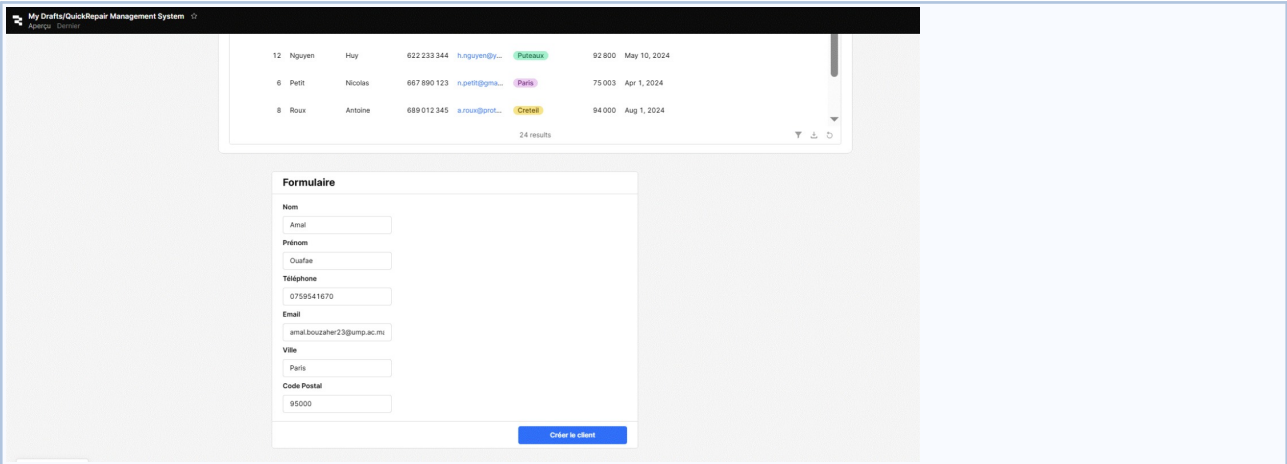 My Drafts/QuickRepair Management System
Aperçu Dernier
12 Nguyen Huy 622 233 344 h.nguyen@y... Puteaux 92 800 May 10, 2024
6 Petit Nicolas 667 890 123 n.petit@gma... Paris 75 003 Apr 1, 2024
8 Roux Antoine 689 012 345 a.roux@prot... Creteil 94 000 Aug 1, 2024
24 results
Formulaire
Nom
Amal
Prénom
Ouafae
Téléphone
0759541670
Email
amal.bouzaher23@ump.ac.ma
Ville
Paris
Code Postal
95000
Créer le client